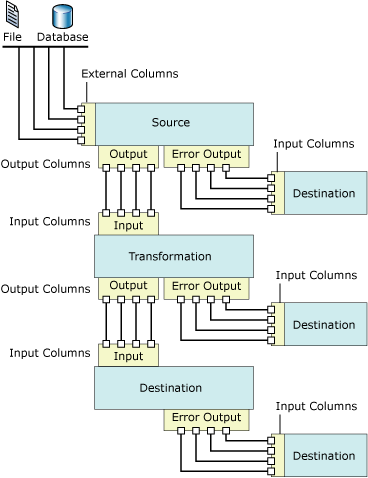 File Database
External Columns
Source
Output Columns Output Error Output Input Columns
Destination
Input Columns Input
Transformation
Output Columns Output Error Output Input Columns
Destination
Input Columns Input
Destination
Error Output Input Columns
Destination